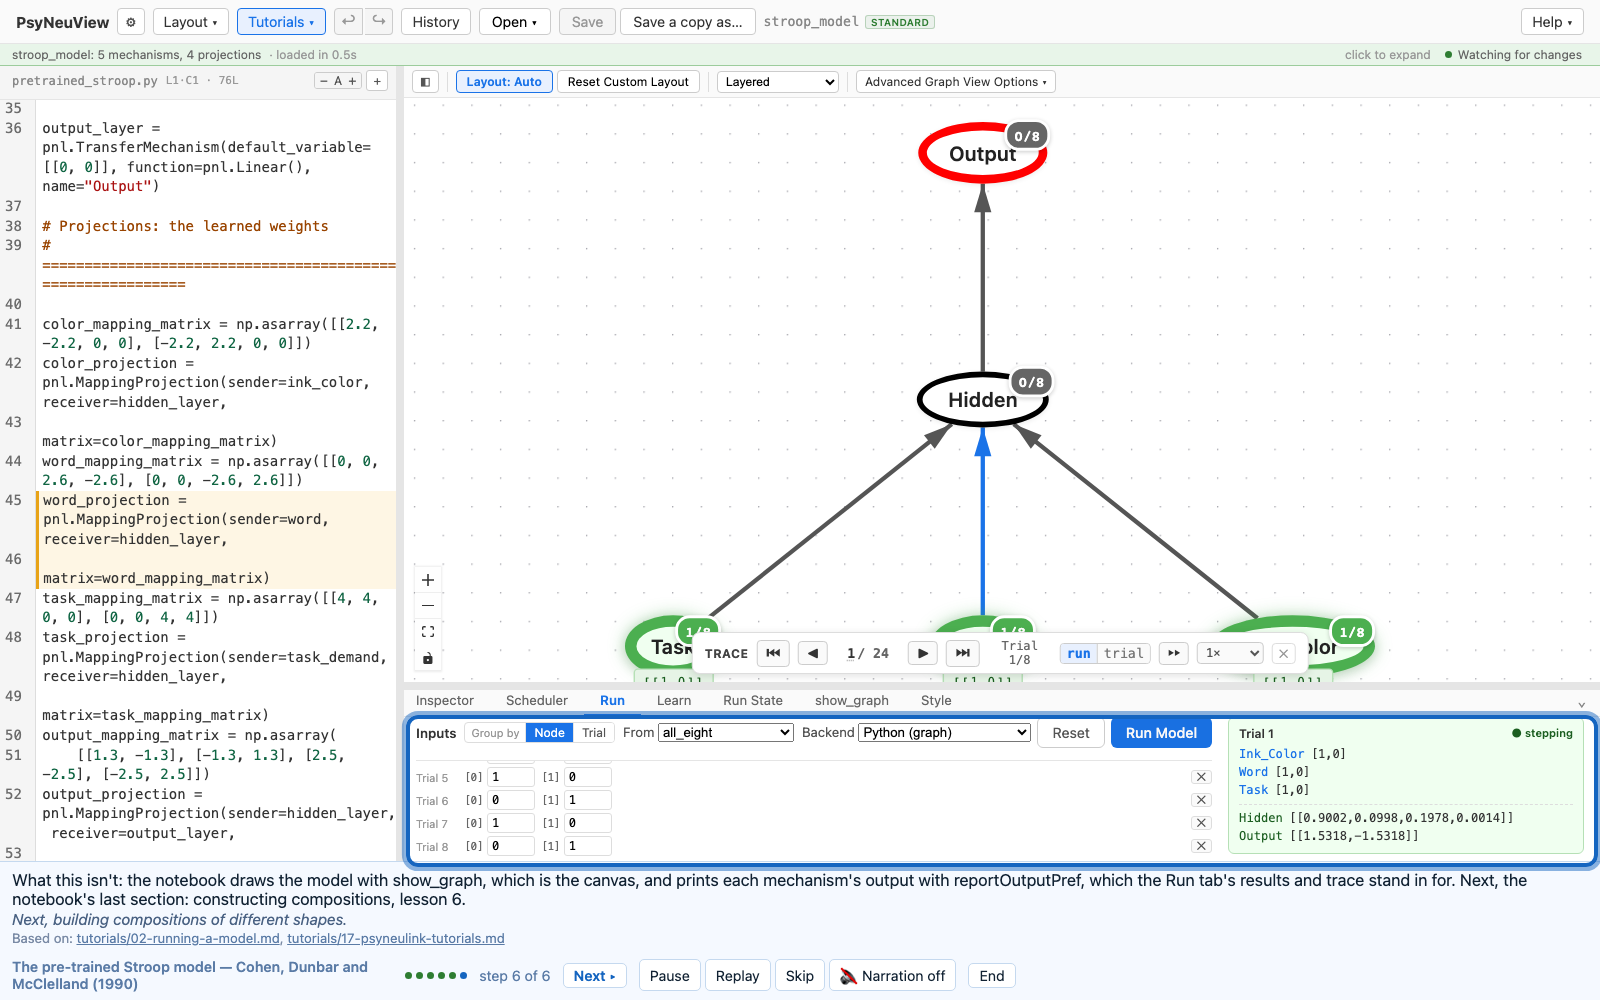 PsyNeuView ⚙ Layout ▾ Tutorials ▾ ↩ ↪ History Open ▾ Save Save a copy as... stroop_model STANDARD Help ▾
stroop_model: 5 mechanisms, 4 projections · loaded in 0.5s click to expand ● Watching for changes
pretrained_stroop.py L1:C1 · 76L − A + +
Layout: Auto Reset Custom Layout Layered Advanced Graph View Options ▾
35
36 output_layer =
pnl.TransferMechanism(default_variable=
[[0, 0]], function=pnl.Linear(),
name="Output")
37
38 # Projections: the learned weights
39 #
==========================================
=================
40
41 color_mapping_matrix = np.asarray([[2.2,
-2.2, 0, 0], [-2.2, 2.2, 0, 0]])
42 color_projection =
pnl.MappingProjection(sender=ink_color,
receiver=hidden_layer,
43
matrix=color_mapping_matrix)
44 word_mapping_matrix = np.asarray([[0, 0,
2.6, -2.6], [0, 0, -2.6, 2.6]])
45 word_projection =
pnl.MappingProjection(sender=word,
receiver=hidden_layer,
46
matrix=word_mapping_matrix)
47 task_mapping_matrix = np.asarray([[4, 4,
0, 0], [0, 0, 4, 4]])
48 task_projection =
pnl.MappingProjection(sender=task_demand,
receiver=hidden_layer,
49
matrix=task_mapping_matrix)
50 output_mapping_matrix = np.asarray(
51 [[1.3, -1.3], [-1.3, 1.3], [2.5,
-2.5], [-2.5, 2.5]])
52 output_projection =
pnl.MappingProjection(sender=hidden_layer,
receiver=output_layer,
53
0/8
Output
0/8
Hidden
1/8 1/8 1/8
Task
TRACE ⏮ ◀ 1 / 24 ▶ ⏭ Trial 1/8 run trial ▸▸ 1× ×
Inspector Scheduler Run Learn Run State show_graph Style
Inputs Group by Node Trial From all_eight Backend Python (graph) Reset Run Model
Trial 5 [0] 1 [1] 0 ×
Trial 6 [0] 0 [1] 1 ×
Trial 7 [0] 1 [1] 0 ×
Trial 8 [0] 0 [1] 1 ×
Trial 1 ● stepping
Ink_Color [1,0]
Word [1,0]
Task [1,0]
Hidden [[0.9002,0.0998,0.1978,0.0014]]
Output [[1.5318,-1.5318]]
What this isn't: the notebook draws the model with show_graph, which is the canvas, and prints each mechanism's output with reportOutputPref, which the Run tab's results and trace stand in for. Next, the
notebook's last section: constructing compositions, lesson 6.
Next, building compositions of different shapes.
Based on: tutorials/02-running-a-model.md, tutorials/17-psyneulink-tutorials.md
The pre-trained Stroop model — Cohen, Dunbar and
McClelland (1990)
step 6 of 6 Next ▸ Pause Replay Skip Narration off End